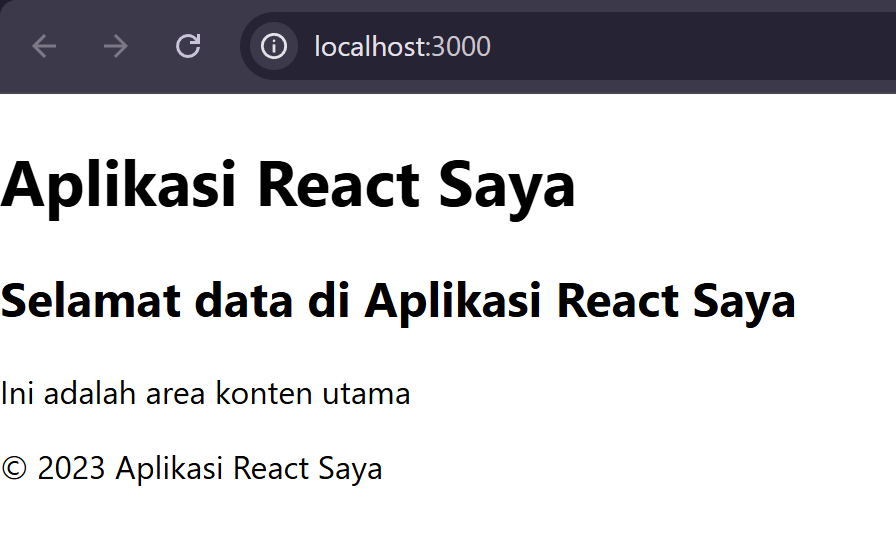 localhost:3000
Aplikasi React Saya
Selamat data di Aplikasi React Saya
Ini adalah area konten utama
© 2023 Aplikasi React Saya